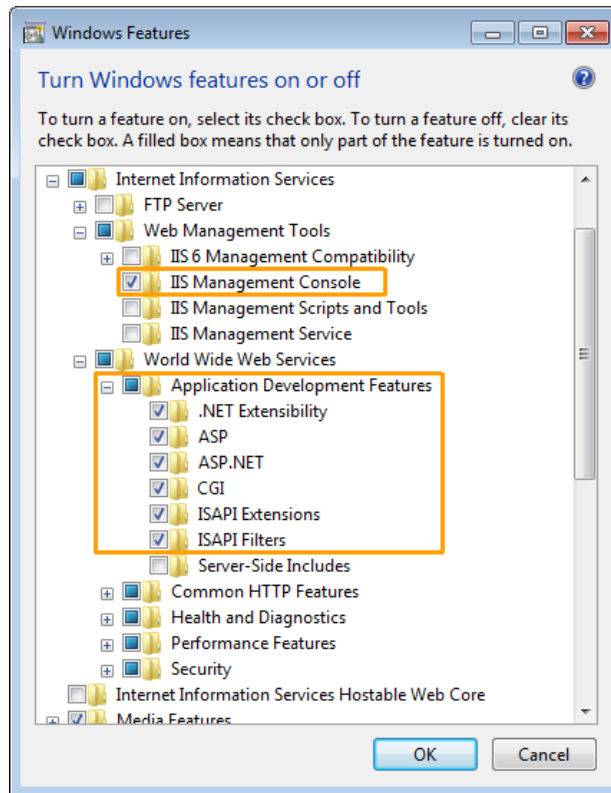 Windows Features
Turn Windows features on or off
To turn a feature on, select its check box. To turn a feature off, clear its
check box. A filled box means that only part of the feature is turned on.
Internet Information Services
FTP Server
Web Management Tools
IIS 6 Management Compatibility
IIS Management Console
IIS Management Scripts and Tools
IIS Management Service
World Wide Web Services
Application Development Features
.NET Extensibility
ASP
ASP.NET
CGI
ISAPI Extensions
ISAPI Filters
Server-Side Includes
Common HTTP Features
Health and Diagnostics
Performance Features
Security
Internet Information Services Hostable Web Core
Media Features
OK Cancel